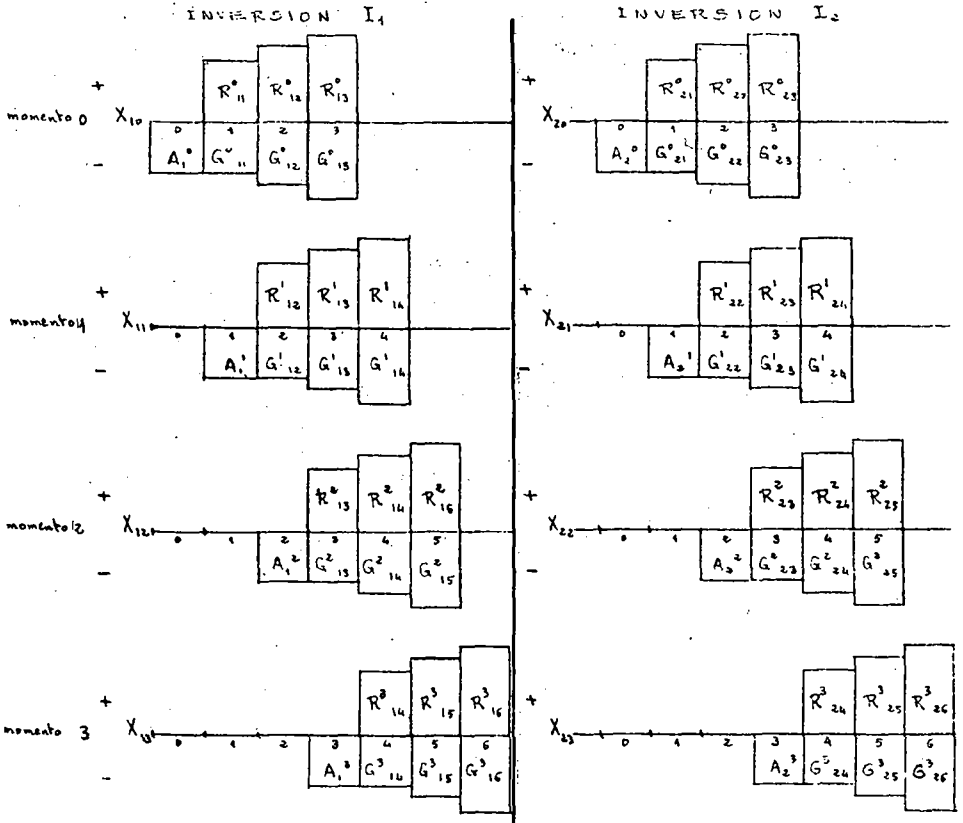 INVERSION I₁ INVERSION I₂
+ R⁰₁₁ R⁰₁₂ R⁰₁₃ + R⁰₂₁ R⁰₂₂ R⁰₂₃
momento 0 X₁₀ 0 1 2 3 X₂₀ 0 1 2 3
- A₁⁰ G⁰₁₁ G⁰₁₂ G⁰₁₃ - A₂⁰ G⁰₂₁ G⁰₂₂ G⁰₂₃
+ R¹₁₂ R¹₁₃ R¹₁₄ + R¹₂₂ R¹₂₃ R¹₂₄
momento 1 X₁₁ 0 1 2 3 4 X₂₁ 0 1 2 3 4
- A₁¹ G¹₁₂ G¹₁₃ G¹₁₄ - A₂¹ G¹₂₂ G¹₂₃ G¹₂₄
+ R²₁₃ R²₁₄ R²₁₅ + R²₂₃ R²₂₄ R²₂₅
momento 2 X₁₂ 0 1 2 3 4 5 X₂₂ 0 1 2 3 4 5
- A₁² G²₁₃ G²₁₄ G²₁₅ - A₂² G²₂₃ G²₂₄ G³₂₅
+ R³₁₄ R³₁₅ R³₁₆ + R³₂₄ R³₂₅ R³₂₆
momento 3 X₁₃ 0 1 2 3 4 5 6 X₂₃ 0 1 2 3 4 5 6
- A₁³ G³₁₄ G³₁₅ G³₁₆ A₂³ G³₂₄ G³₂₅ G³₂₆